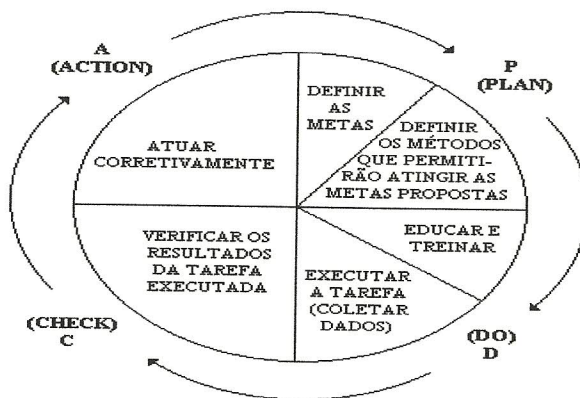 A
(ACTION)
P
(PLAN)
DEFINIR
AS
METAS
DEFINIR
OS MÉTODOS
QUE PERMITI-
RÃO ATINGIR AS
METAS PROPOSTAS
ATUAR
CORRETIVAMENTE
VERIFICAR OS
RESULTADOS
DA TAREFA
EXECUTADA
EDUCAR E
TREINAR
EXECUTAR
A TAREFA
(COLETAR
DADOS)
(CHECK)
C
(DO)
D